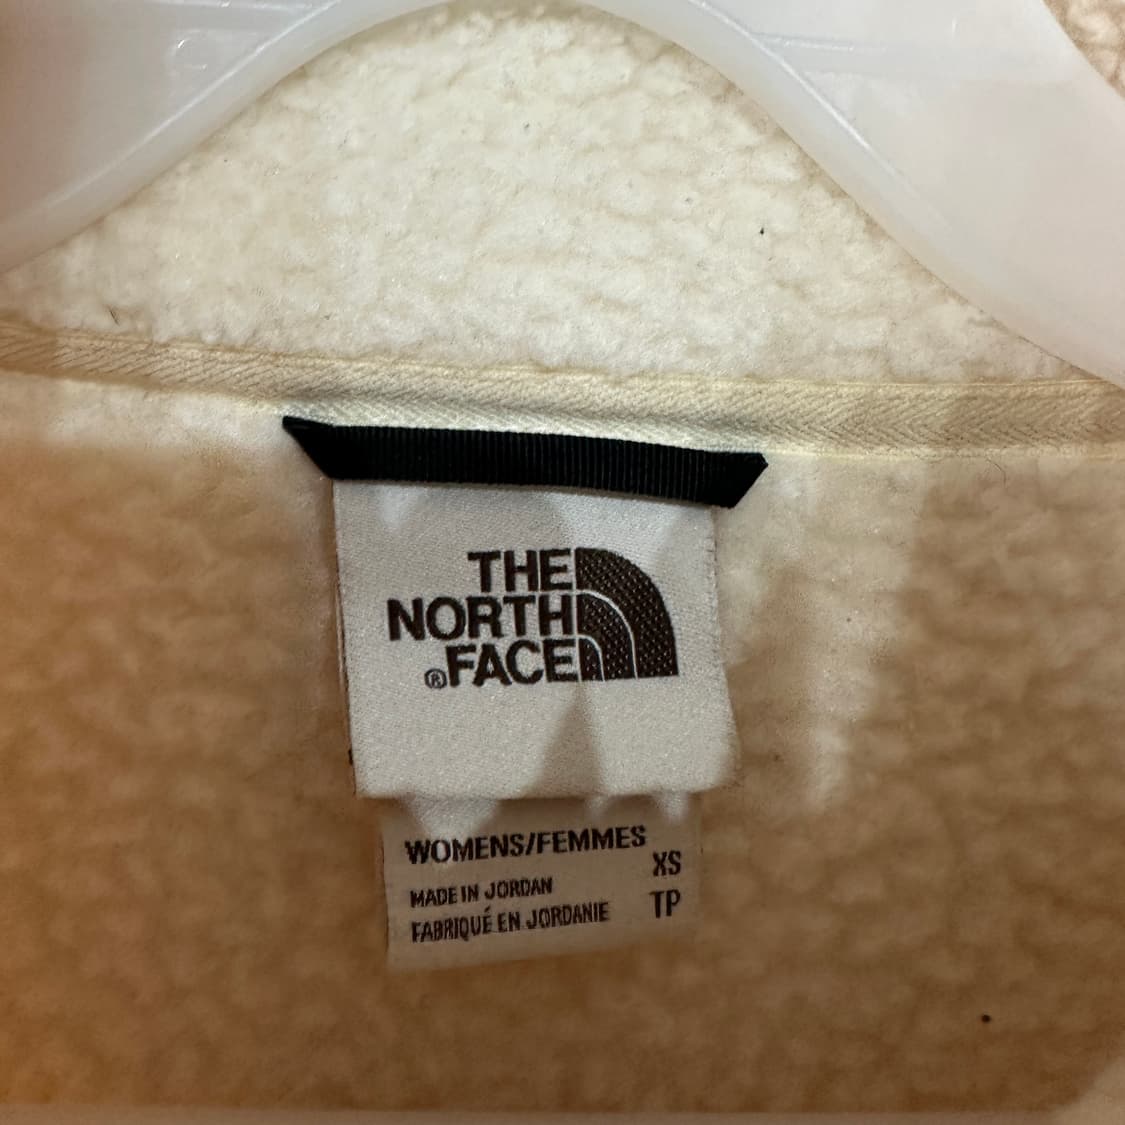 THE
NORTH
®FACE
WOMENS/FEMMES
XS
MADE IN JORDAN
TP
FABRIQUÉ EN JORDANIE